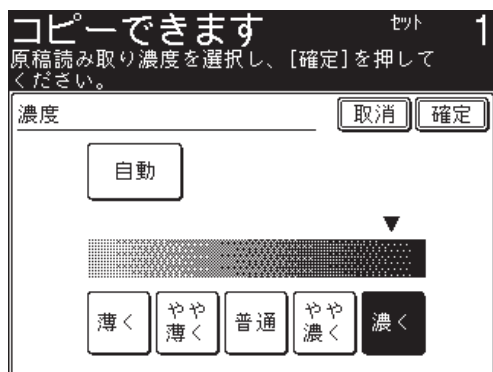 コピーできます セット 1
原稿読み取り濃度を選択し、[確定]を押して
ください。
濃度 取消 確定
自動
薄く やや薄く 普通 やや濃く 濃く